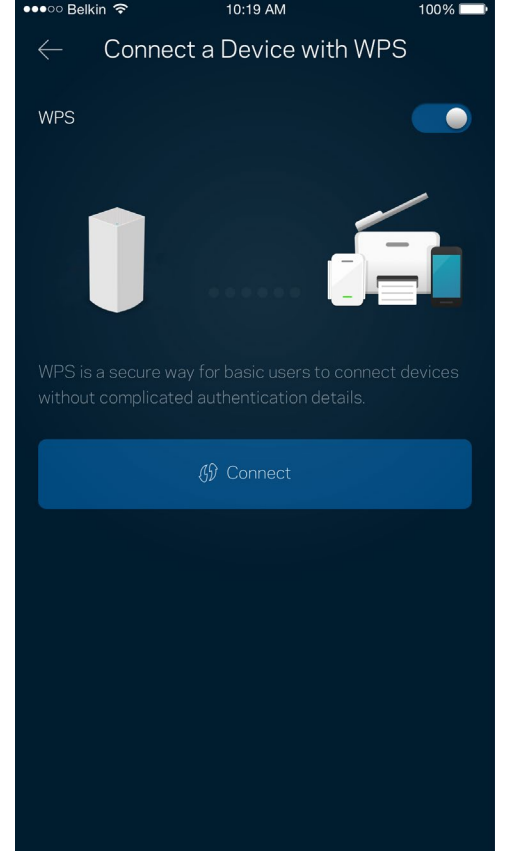 ●●●○○ Belkin 10:19 AM 100%
Connect a Device with WPS
WPS
WPS is a secure way for basic users to connect devices
without complicated authentication details.
Connect